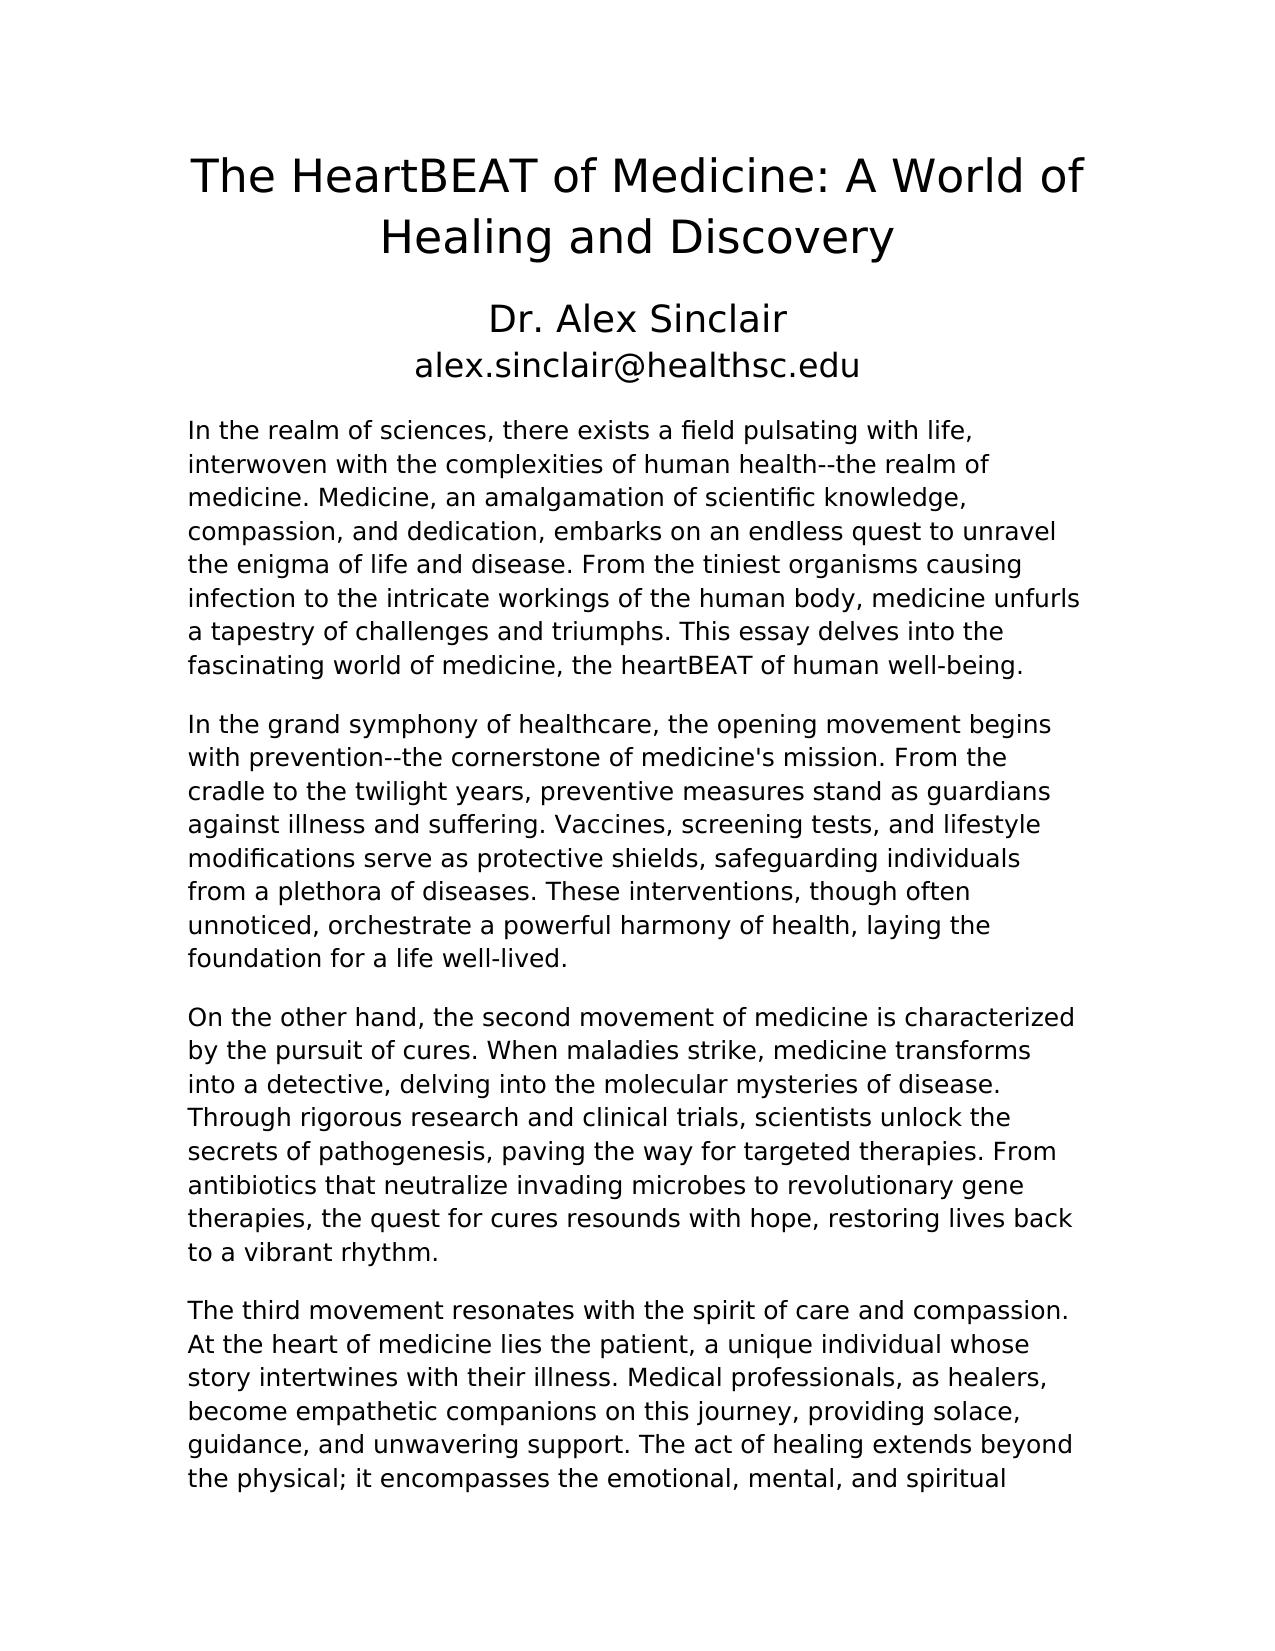 The HeartBEAT of Medicine: A World of
Healing and Discovery
Dr. Alex Sinclair
alex.sinclair@healthsc.edu
In the realm of sciences, there exists a field pulsating with life,
interwoven with the complexities of human health--the realm of
medicine. Medicine, an amalgamation of scientific knowledge,
compassion, and dedication, embarks on an endless quest to unravel
the enigma of life and disease. From the tiniest organisms causing
infection to the intricate workings of the human body, medicine unfurls
a tapestry of challenges and triumphs. This essay delves into the
fascinating world of medicine, the heartBEAT of human well-being.
In the grand symphony of healthcare, the opening movement begins
with prevention--the cornerstone of medicine's mission. From the
cradle to the twilight years, preventive measures stand as guardians
against illness and suffering. Vaccines, screening tests, and lifestyle
modifications serve as protective shields, safeguarding individuals
from a plethora of diseases. These interventions, though often
unnoticed, orchestrate a powerful harmony of health, laying the
foundation for a life well-lived.
On the other hand, the second movement of medicine is characterized
by the pursuit of cures. When maladies strike, medicine transforms
into a detective, delving into the molecular mysteries of disease.
Through rigorous research and clinical trials, scientists unlock the
secrets of pathogenesis, paving the way for targeted therapies. From
antibiotics that neutralize invading microbes to revolutionary gene
therapies, the quest for cures resounds with hope, restoring lives back
to a vibrant rhythm.
The third movement resonates with the spirit of care and compassion.
At the heart of medicine lies the patient, a unique individual whose
story intertwines with their illness. Medical professionals, as healers,
become empathetic companions on this journey, providing solace,
guidance, and unwavering support. The act of healing extends beyond
the physical; it encompasses the emotional, mental, and spiritual